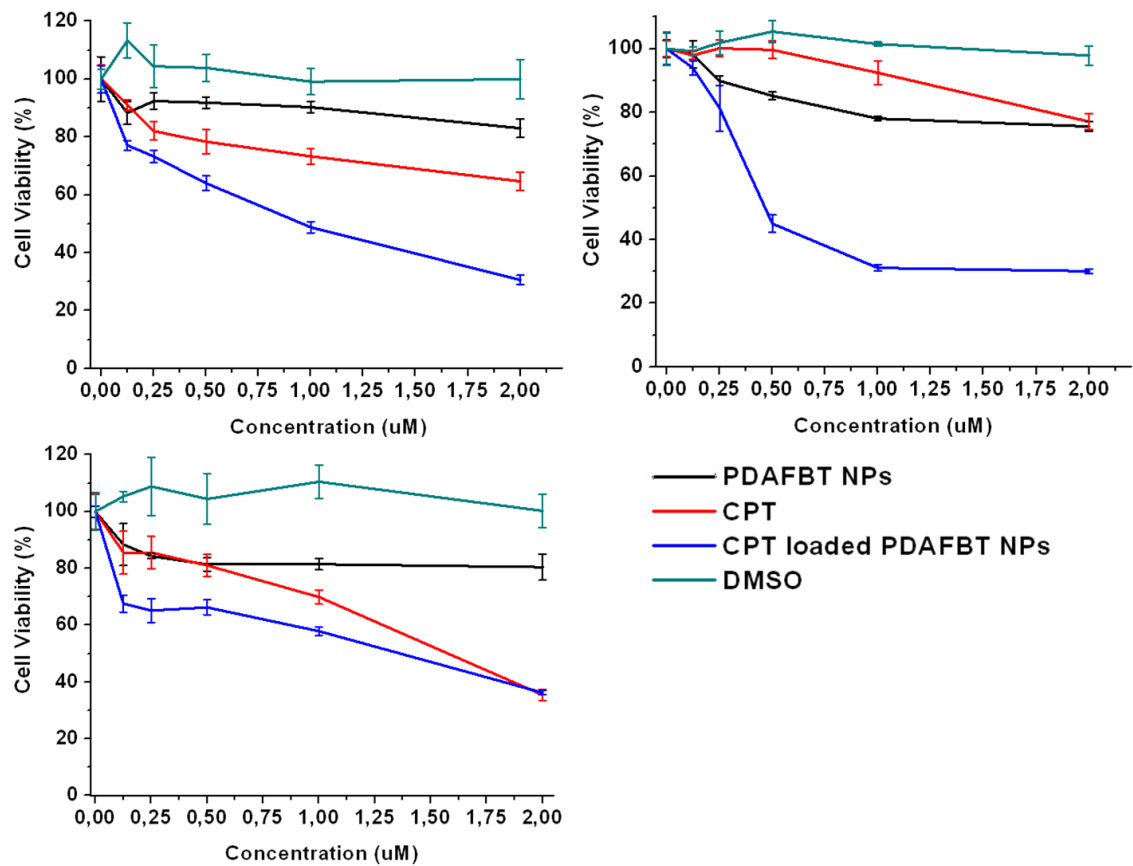 120
100
80
60
40
20
0
Cell Viability (%)
0,00 0,25 0,50 0,75 1,00 1,25 1,50 1,75 2,00
Concentration (uM)
100
80
60
40
20
0
Cell Viability (%)
0,00 0,25 0,50 0,75 1,00 1,25 1,50 1,75 2,00
Concentration (uM)
120
100
80
60
40
20
0
Cell Viability (%)
0,00 0,25 0,50 0,75 1,00 1,25 1,50 1,75 2,00
Concentration (uM)
PDAFBT NPs
CPT
CPT loaded PDAFBT NPs
DMSO